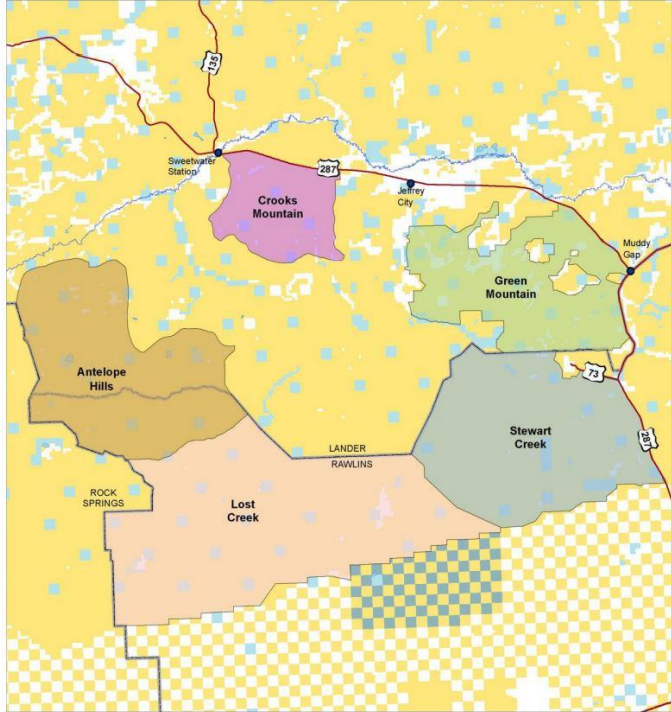 135
Sweetwater
Station
287
Crooks
Mountain
Jeffrey
City
Muddy
Gap
Green
Mountain
Antelope
Hills
73
Stewart
Creek
287
LANDER
RAWLINS
ROCK
SPRINGS
Lost
Creek